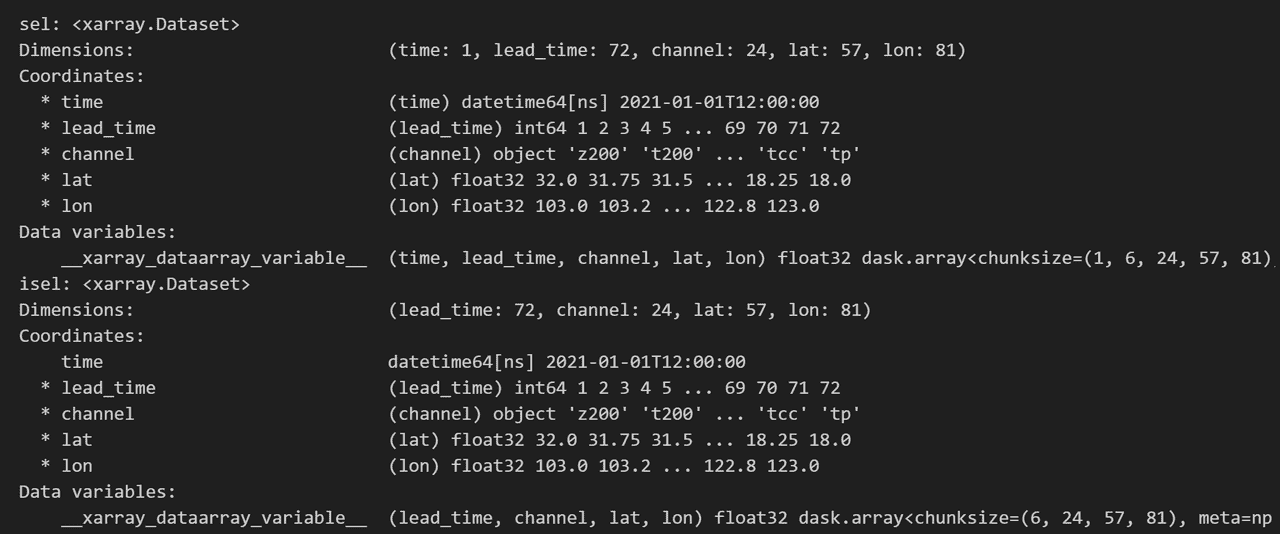 sel: <xarray.Dataset>
Dimensions: (time: 1, lead_time: 72, channel: 24, lat: 57, lon: 81)
Coordinates:
* time (time) datetime64[ns] 2021-01-01T12:00:00
* lead_time (lead_time) int64 1 2 3 4 5 ... 69 70 71 72
* channel (channel) object 'z200' 't200' ... 'tcc' 'tp'
* lat (lat) float32 32.0 31.75 31.5 ... 18.25 18.0
* lon (lon) float32 103.0 103.2 ... 122.8 123.0
Data variables:
__xarray_dataarray_variable__ (time, lead_time, channel, lat, lon) float32 dask.array<chunksize=(1, 6, 24, 57, 81)
isel: <xarray.Dataset>
Dimensions: (lead_time: 72, channel: 24, lat: 57, lon: 81)
Coordinates:
time datetime64[ns] 2021-01-01T12:00:00
* lead_time (lead_time) int64 1 2 3 4 5 ... 69 70 71 72
* channel (channel) object 'z200' 't200' ... 'tcc' 'tp'
* lat (lat) float32 32.0 31.75 31.5 ... 18.25 18.0
* lon (lon) float32 103.0 103.2 ... 122.8 123.0
Data variables:
__xarray_dataarray_variable__ (lead_time, channel, lat, lon) float32 dask.array<chunksize=(6, 24, 57, 81), meta=np